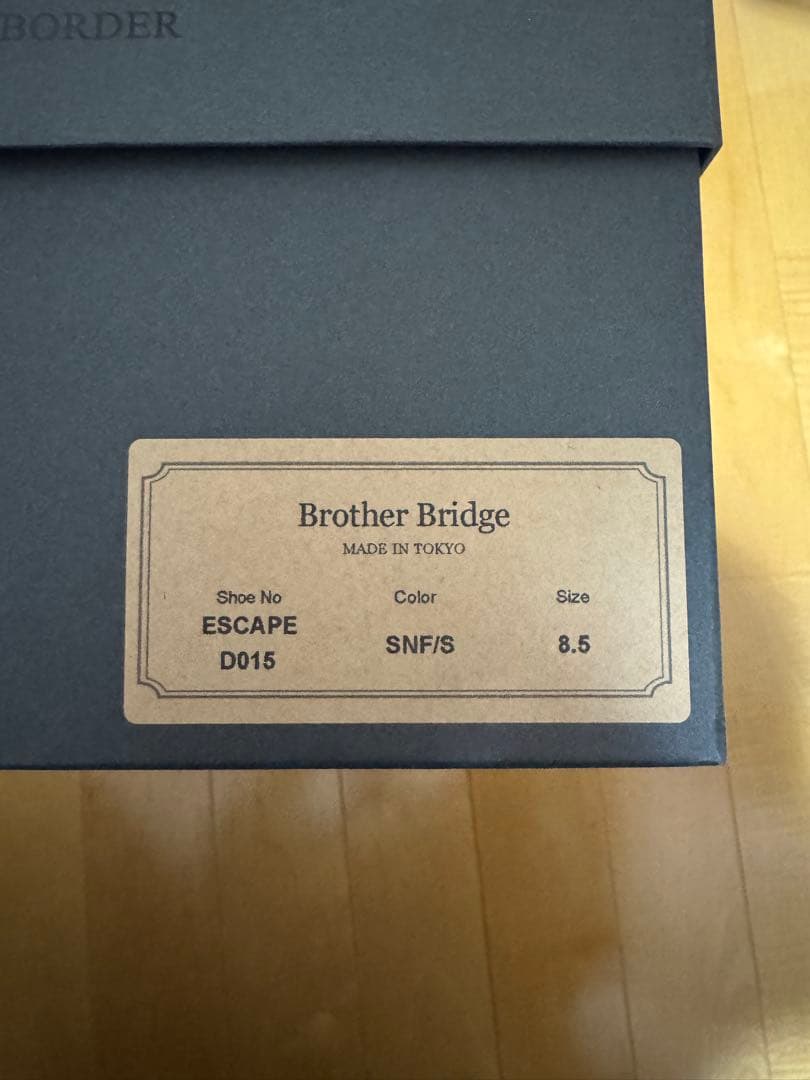 BORDER
Brother Bridge
MADE IN TOKYO
Shoe No Color Size
ESCAPE
D015 SNF/S 8.5